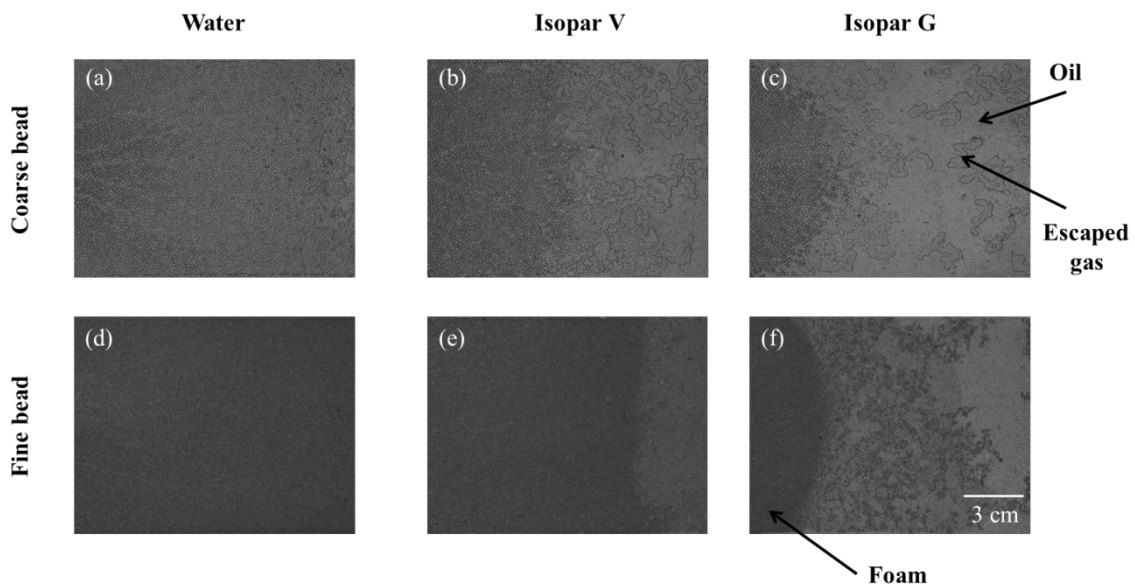 Water
Isopar V
Isopar G
Coarse bead
(a)
(b)
(c)
Oil
Escaped
gas
Fine bead
(d)
(e)
(f)
3 cm
Foam